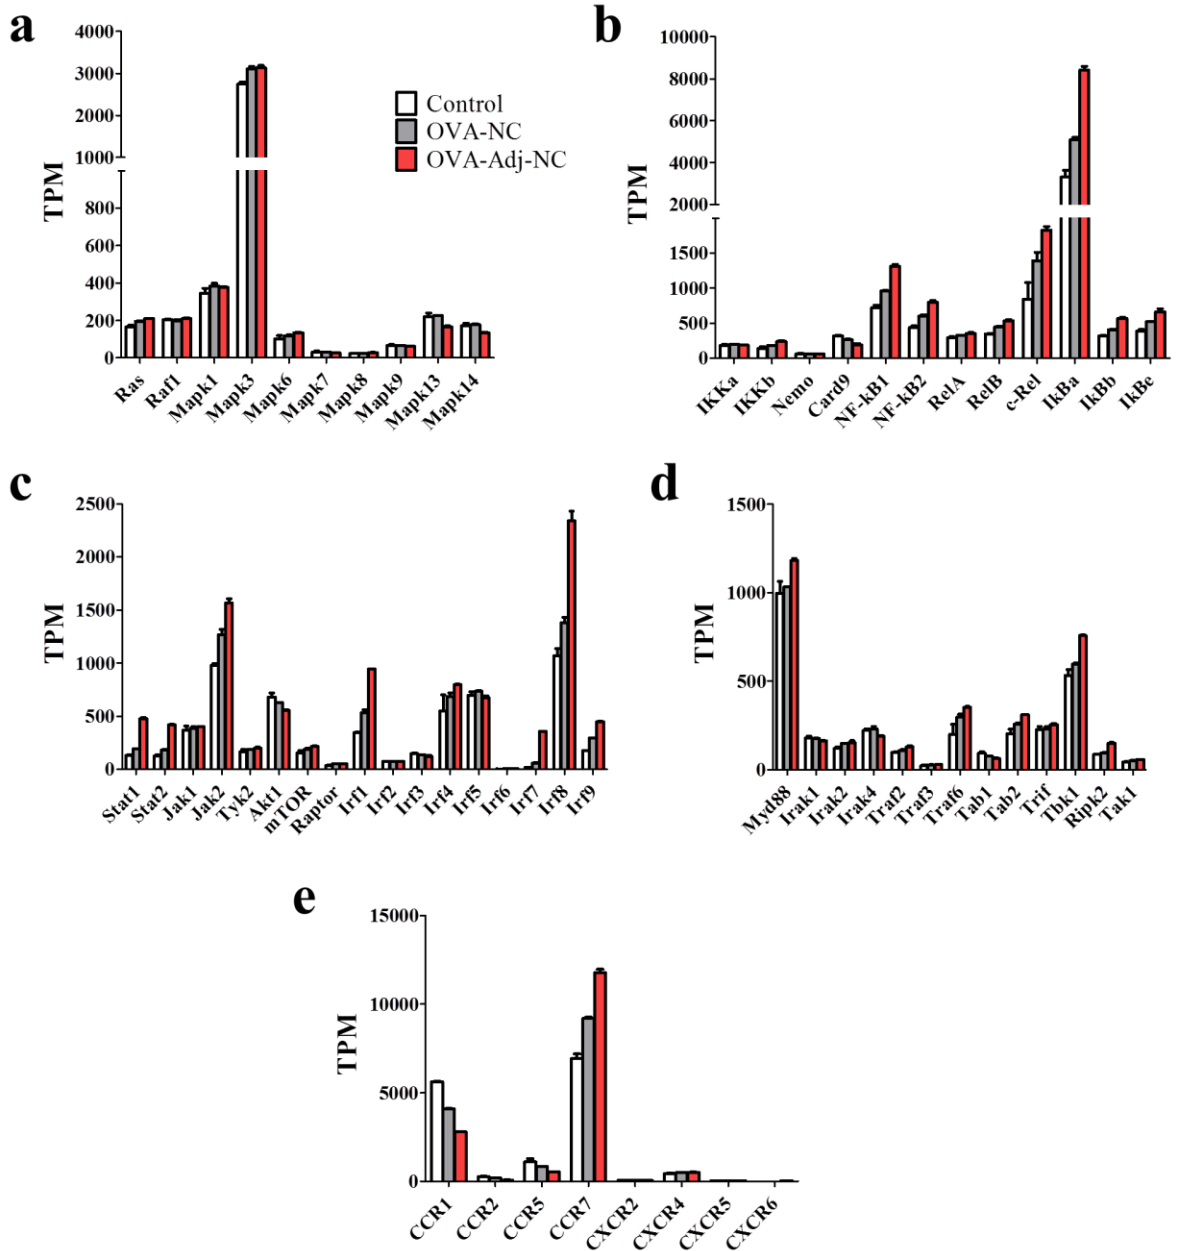 a
4000
3000
2000
1000
800
600
400
200
0
TPM
Control
OVA-NC
OVA-Adj-NC
Ras
Raf1
Mapk1
Mapk3
Mapk6
Mapk7
Mapk8
Mapk9
Mapk13
Mapk14
b
10000
8000
6000
4000
2000
1500
1000
500
0
TPM
IKKa
IKKb
Nemo
Card9
NF-kB1
NF-kB2
RelA
RelB
c-Rel
IkBa
IkBb
IkBe
c
2500
2000
1500
1000
500
0
TPM
Stat1
Stat2
Jak1
Jak2
Tyk2
Akt1
mTOR
Raptor
Irf1
Irf2
Irf3
Irf4
Irf5
Irf6
Irf7
Irf8
Irf9
d
1500
1000
500
0
TPM
Myd88
Irak1
Irak2
Irak4
Traf2
Traf3
Traf6
Tab1
Tab2
Trif
Tbk1
Ripk2
Tak1
e
15000
10000
5000
0
TPM
CCR1
CCR2
CCR5
CCR7
CXCR2
CXCR4
CXCR5
CXCR6